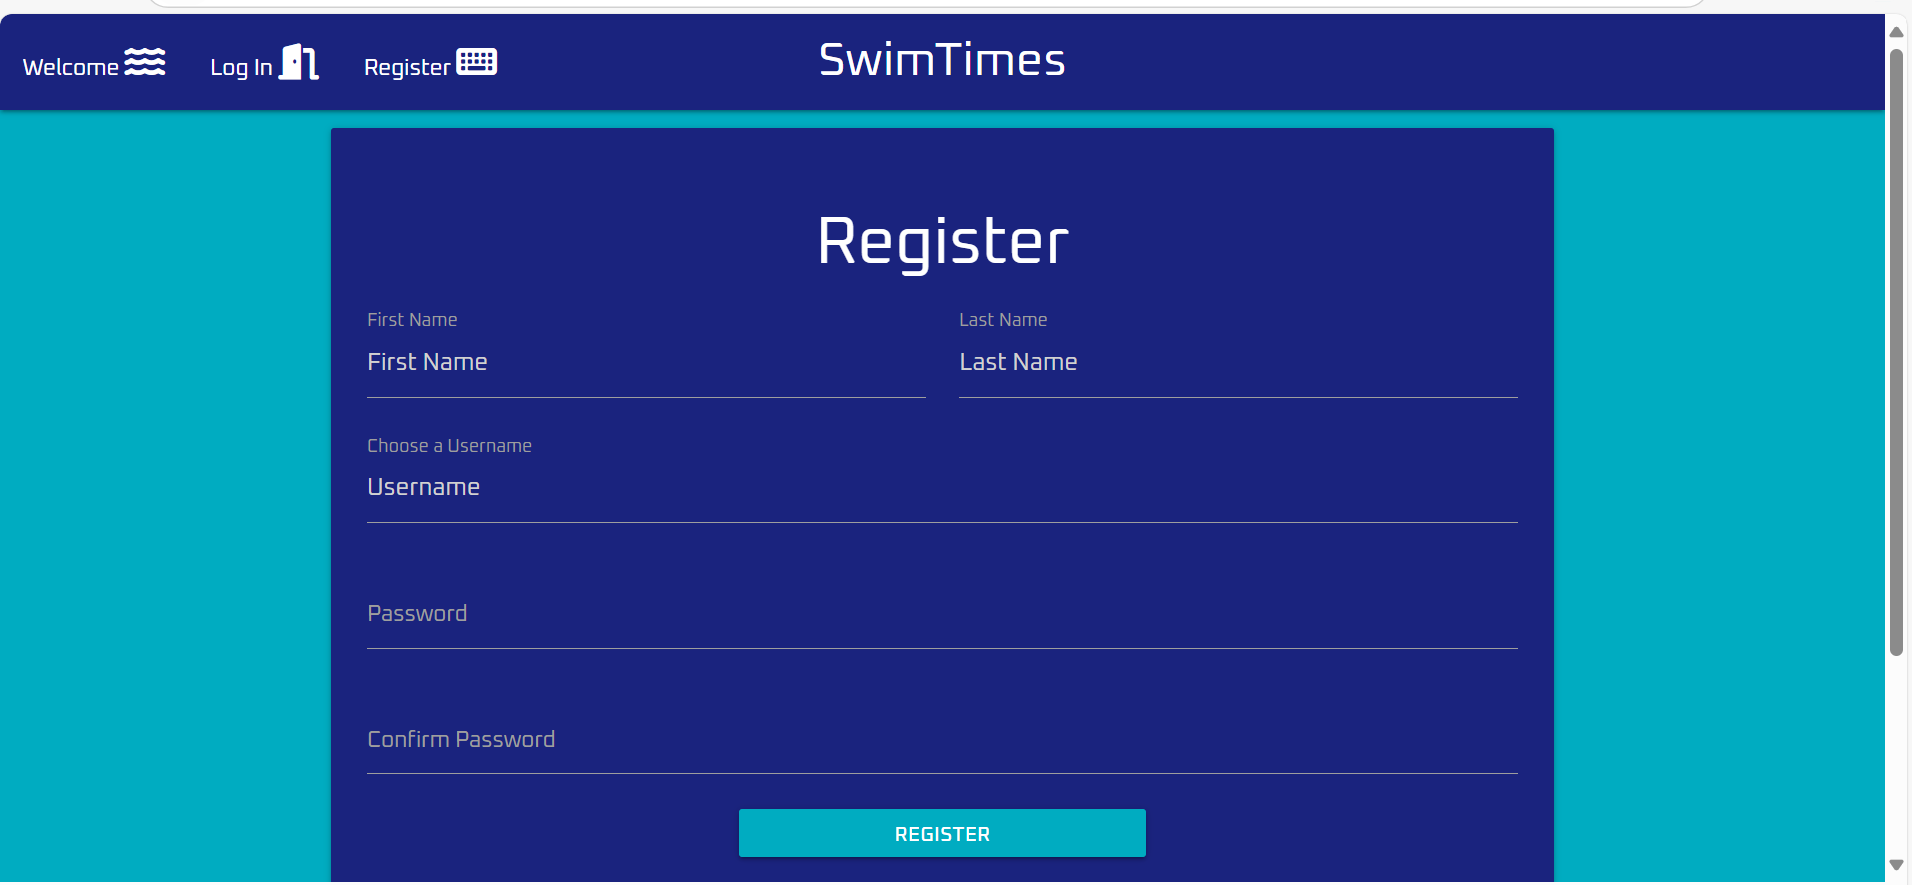 Welcome Log In Register SwimTimes
Register
First Name Last Name
First Name Last Name
Choose a Username
Username
Password
Confirm Password
REGISTER